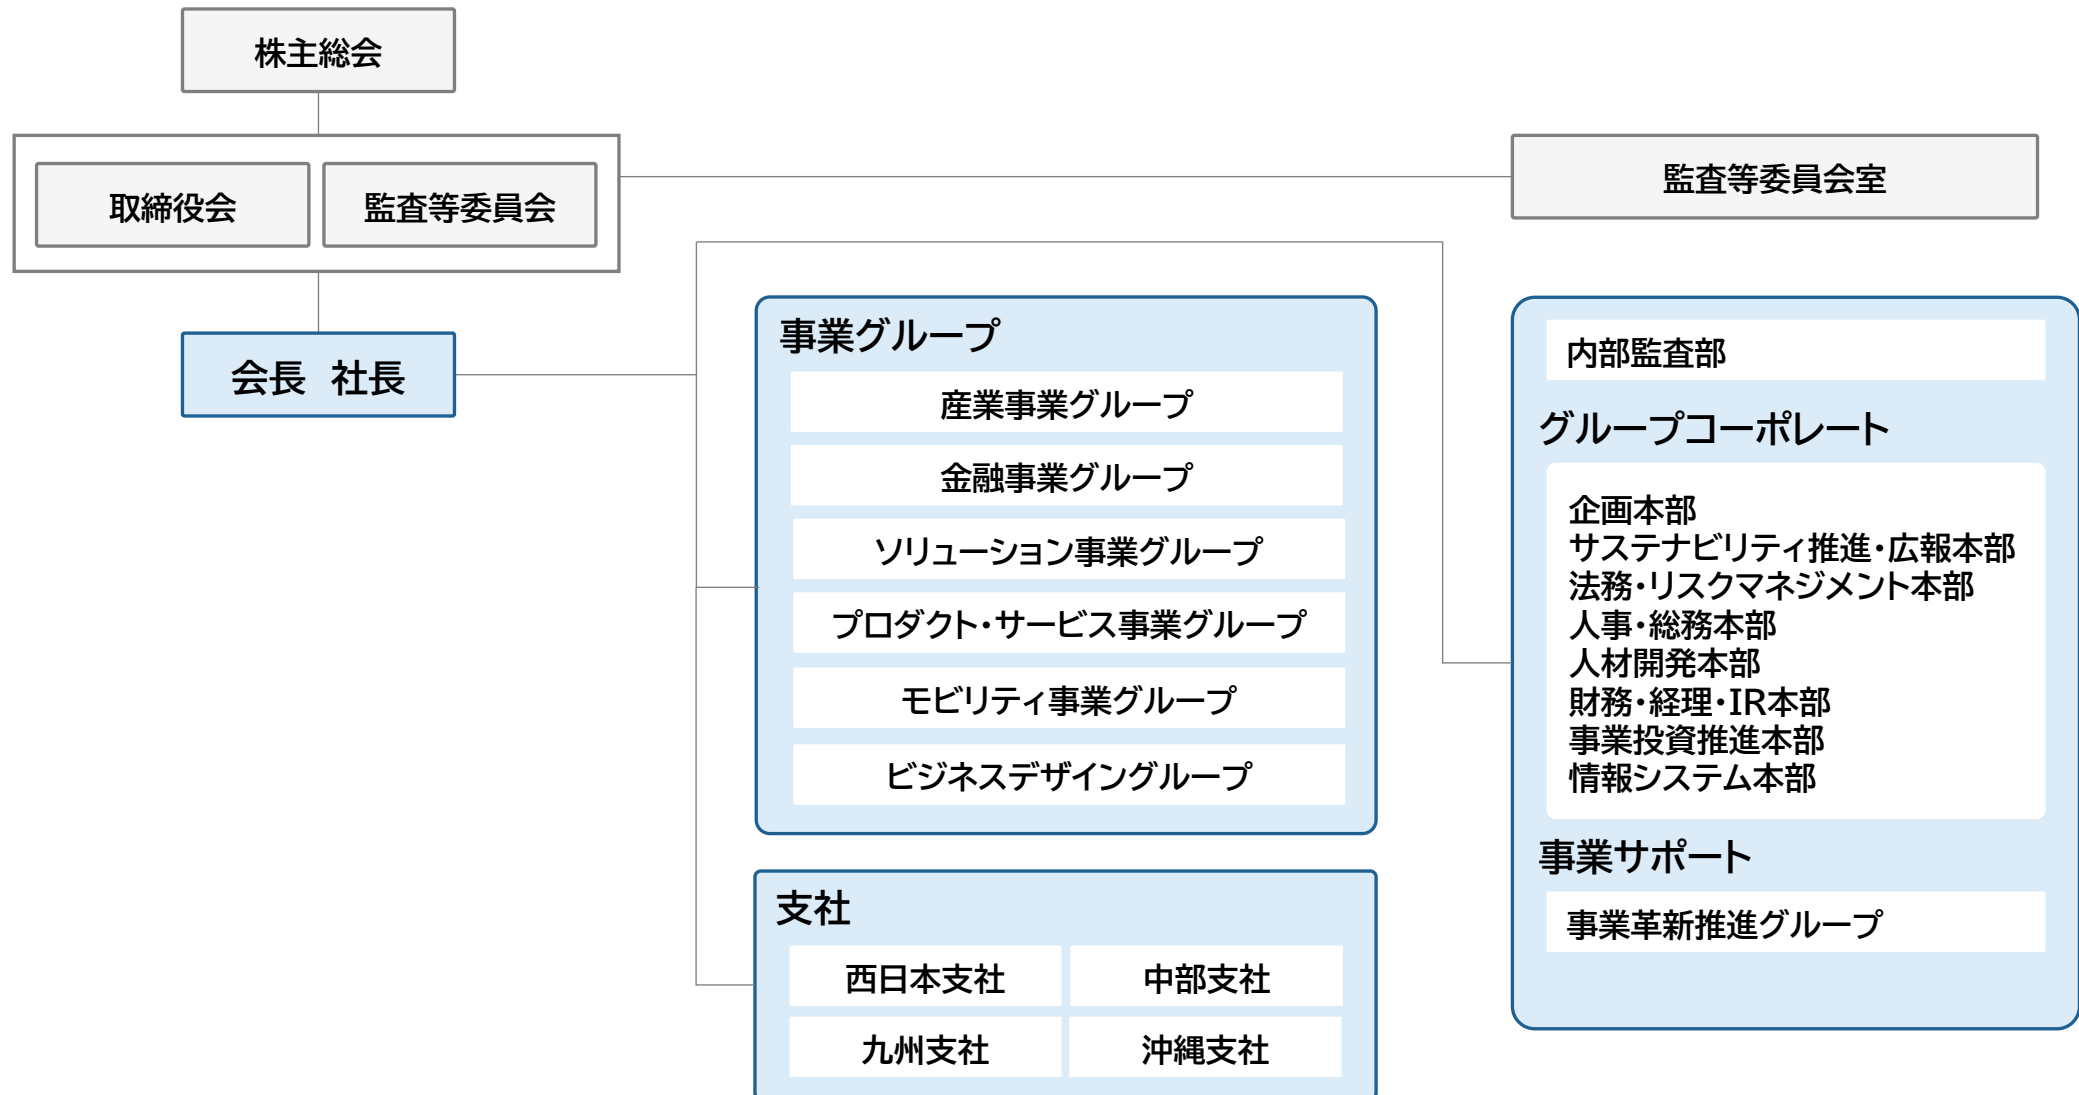 株主総会
取締役会
監査等委員会
監査等委員会室
会長 社長
事業グループ
産業事業グループ
金融事業グループ
ソリューション事業グループ
プロダクト・サービス事業グループ
モビリティ事業グループ
ビジネスデザイングループ
支社
西日本支社
中部支社
九州支社
沖縄支社
内部監査部
グループコーポレート
企画本部
サステナビリティ推進・広報本部
法務・リスクマネジメント本部
人事・総務本部
人材開発本部
財務・経理・IR本部
事業投資推進本部
情報システム本部
事業サポート
事業革新推進グループ